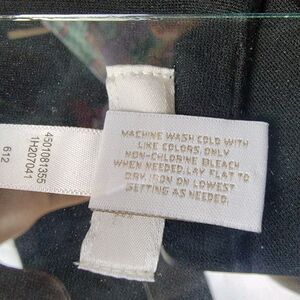 MACHINE WASH COLD WITH
LIKE COLORS. ONLY
NON-CHLORINE BLEACH
WHEN NEEDED. LAY FLAT TO
DRY. IRON ON LOWEST
SETTING AS NEEDED.
4501081355
1H207041
612